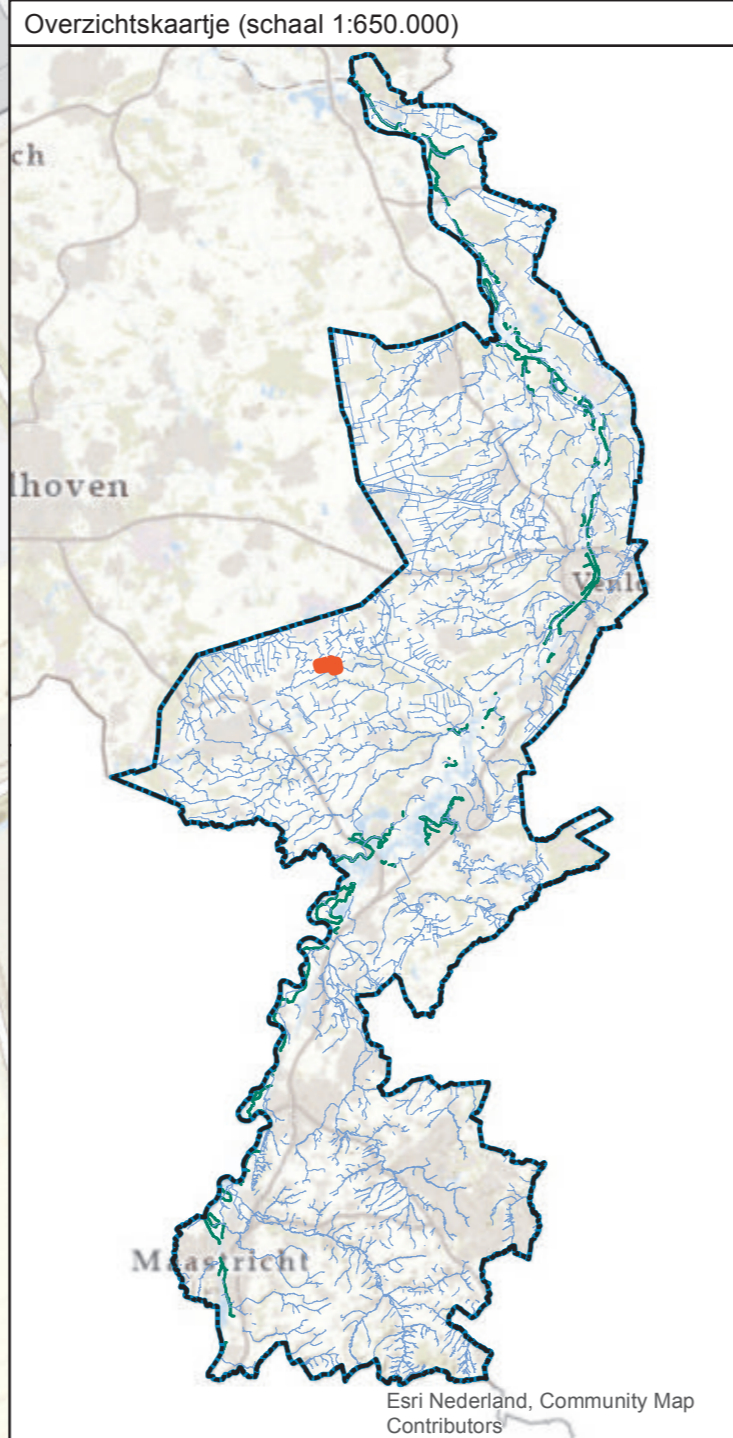 Overzichtskaartje (schaal 1:650.000)
ch
lhoven
Venlo
Maastricht
Esri Nederland, Community Map
Contributors